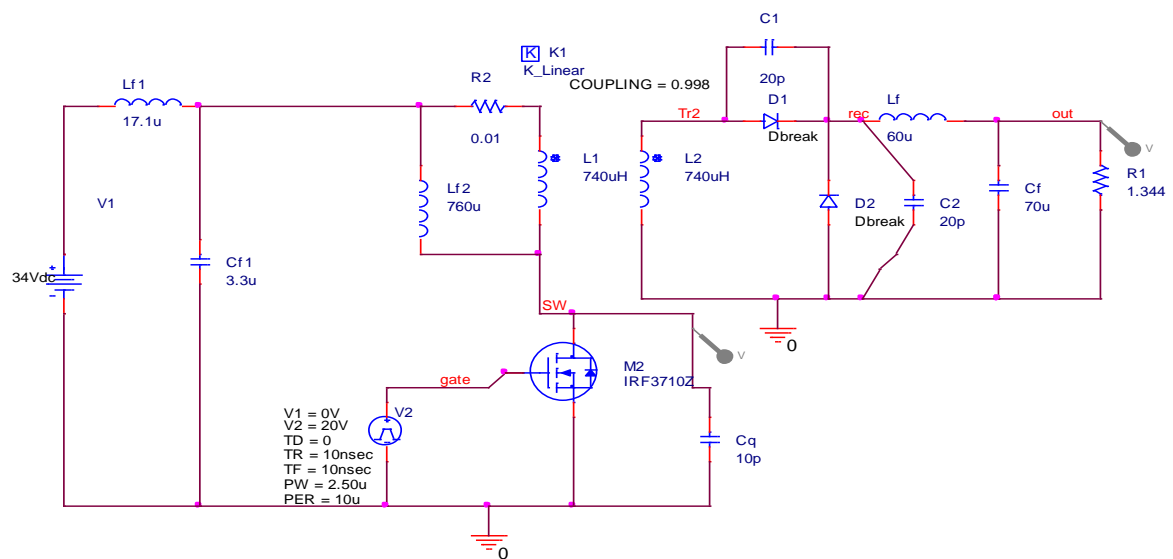 C1
20p
K K1
K_Linear
COUPLING = 0.998
Lf1
17.1u
R2
0.01
Tr2
D1
Dbreak
rec
Lf
60u
out
V
L1
740uH
L2
740uH
R1
1.344
Lf2
760u
V1
D2
Dbreak
C2
20p
Cf
70u
34Vdc
Cf1
3.3u
SW
0
V
M2
IRF3710Z
gate
V2
V1 = 0V
V2 = 20V
TD = 0
TR = 10nsec
TF = 10nsec
PW = 2.50u
PER = 10u
Cq
10p
0